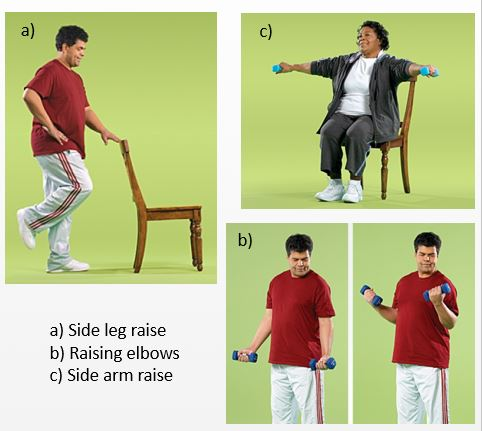 a)
c)
b)
a) Side leg raise
b) Raising elbows
c) Side arm raise